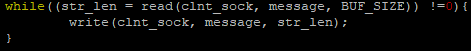 while((str_len = read(clnt_sock, message, BUF_SIZE)) !=0){
        write(clnt_sock, message, str_len);
}